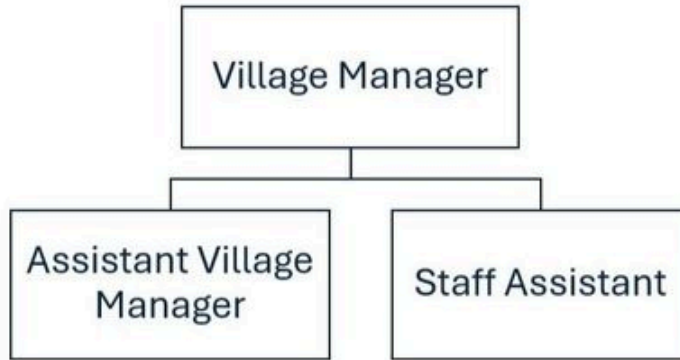 Village Manager
Assistant Village
Manager
Staff Assistant